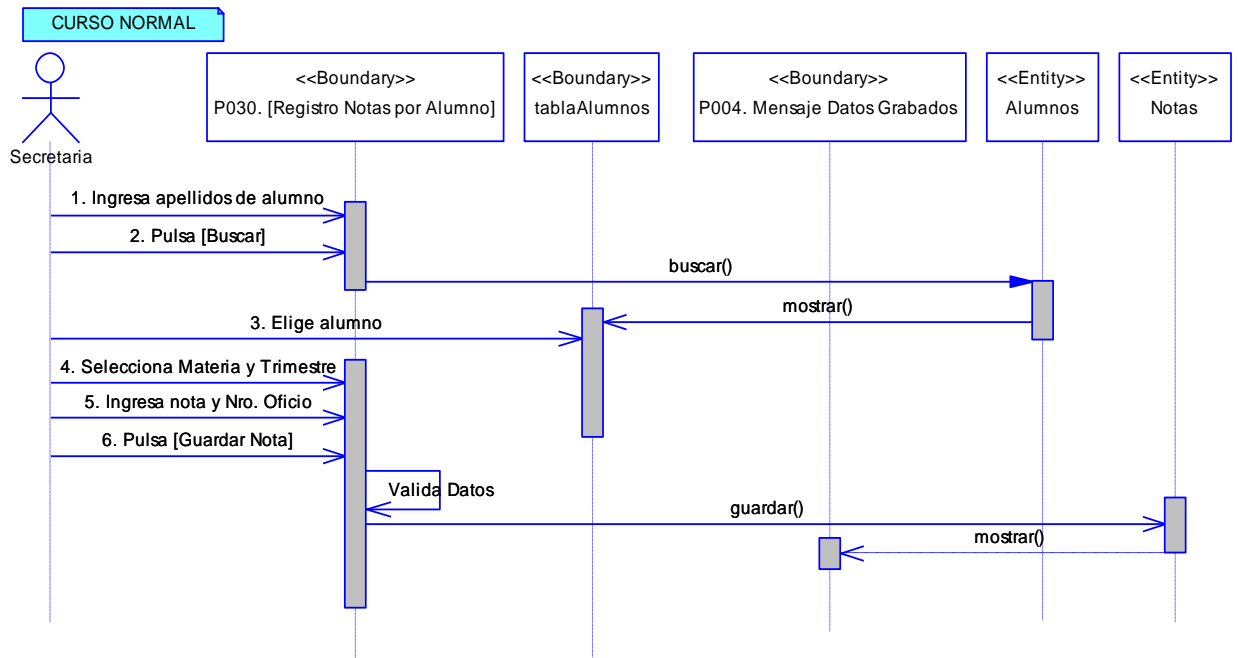 CURSO NORMAL
Secretaria
<<Boundary>>
P030. [Registro Notas por Alumno]
<<Boundary>>
tablaAlumnos
<<Boundary>>
P004. Mensaje Datos Grabados
<<Entity>>
Alumnos
<<Entity>>
Notas
1. Ingresa apellidos de alumno
2. Pulsa [Buscar]
buscar()
mostrar()
3. Elige alumno
4. Selecciona Materia y Trimestre
5. Ingresa nota y Nro. Oficio
6. Pulsa [Guardar Nota]
Valida Datos
guardar()
mostrar()